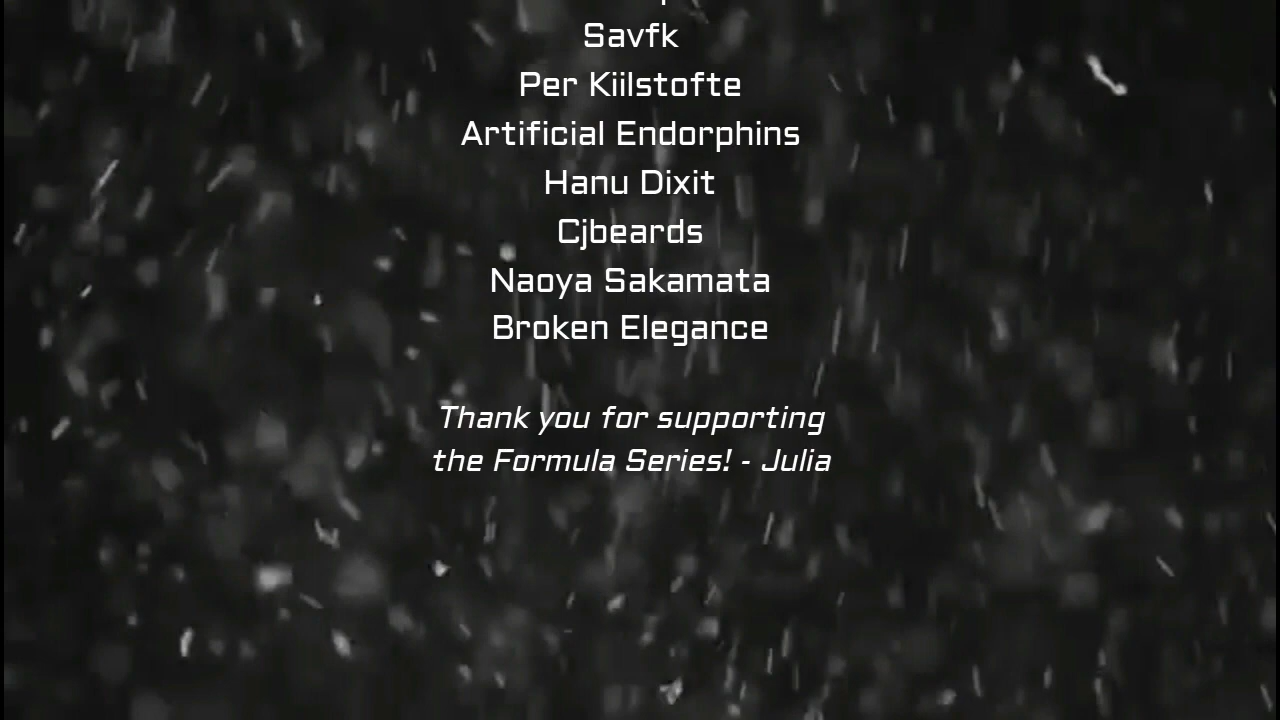 Savfk
Per Kiilstofte
Artificial Endorphins
Hanu Dixit
Cjbeards
Naoya Sakamata
Broken Elegance
Thank you for supporting
the Formula Series! - Julia